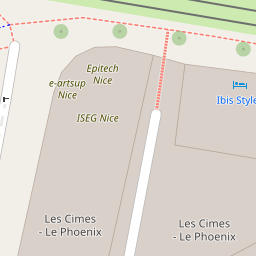 Epitech
Nice
e-artsup
Nice
Ibis Style
ISEG Nice
Les Cimes
- Le Phoenix
Les Cimes
- Le Phoenix